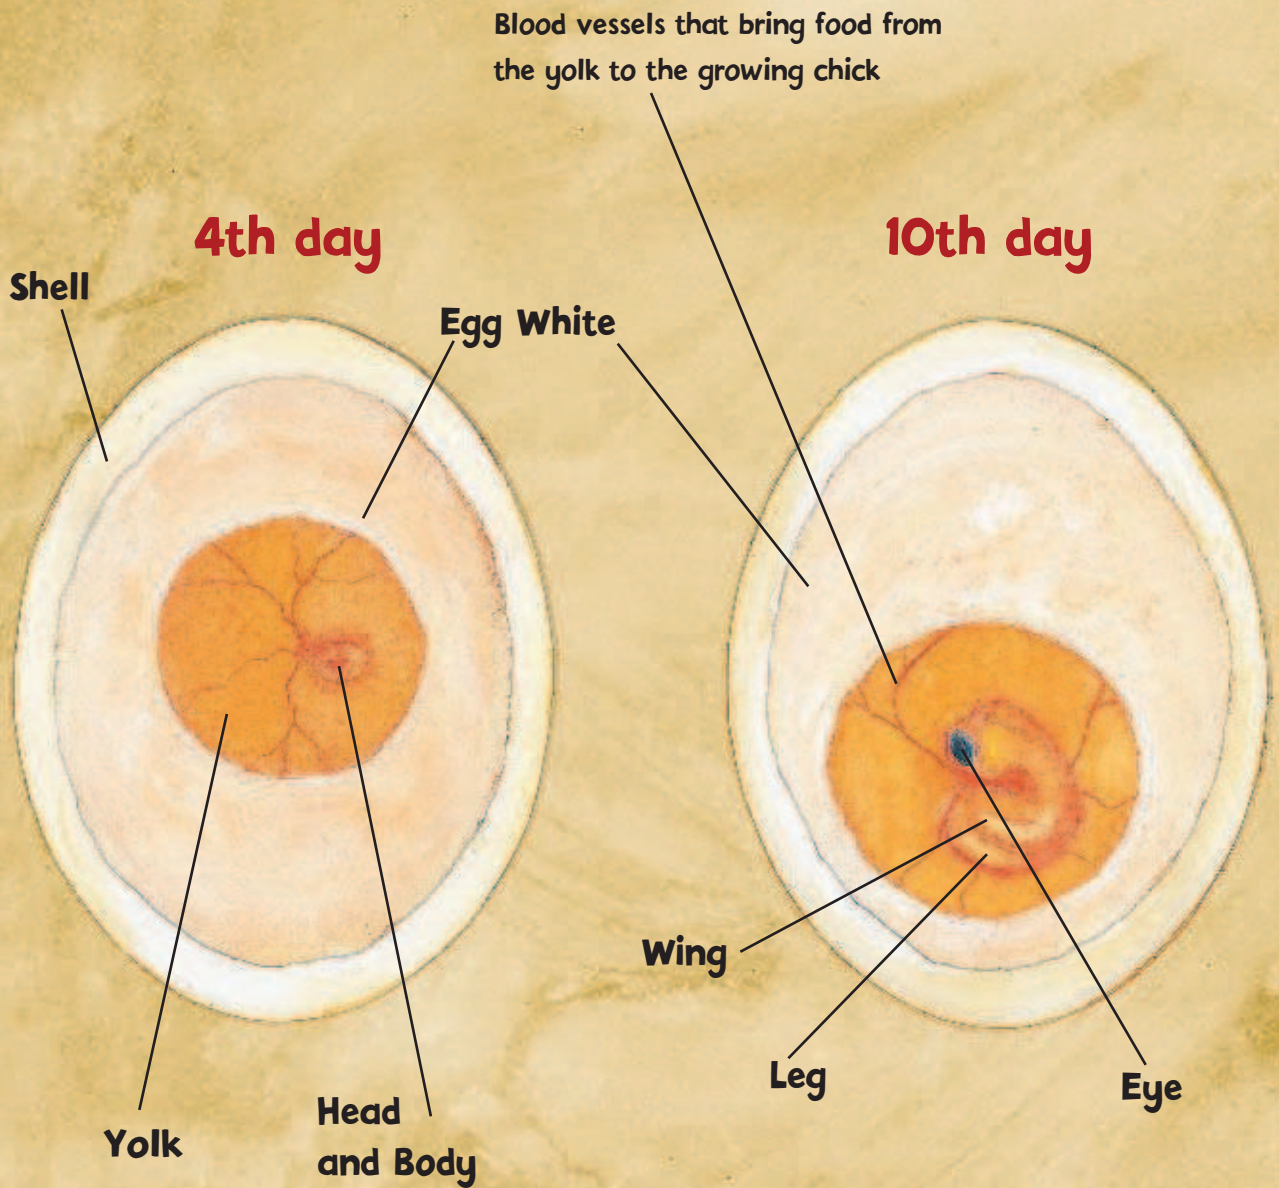 Blood vessels that bring food from
the yolk to the growing chick
4th day
10th day
Shell
Egg White
Wing
Leg
Eye
Yolk
Head
and Body